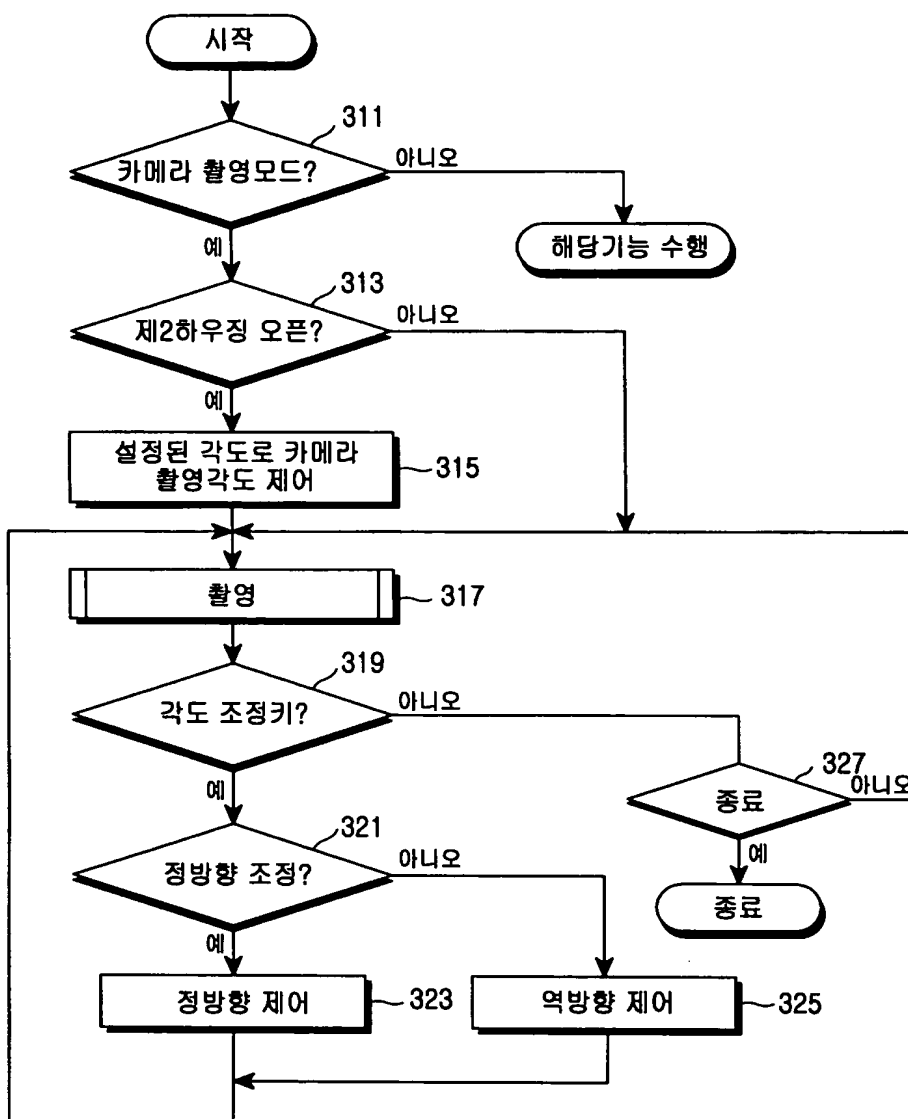 시작
311
카메라 촬영모드?
아니오
예
해당기능 수행
313
제2하우징 오픈?
아니오
예
설정된 각도로 카메라
촬영각도 제어
315
촬영
317
319
각도 조정키?
아니오
예
327
종료
아니오
예
종료
321
정방향 조정?
아니오
예
정방향 제어
323
역방향 제어
325